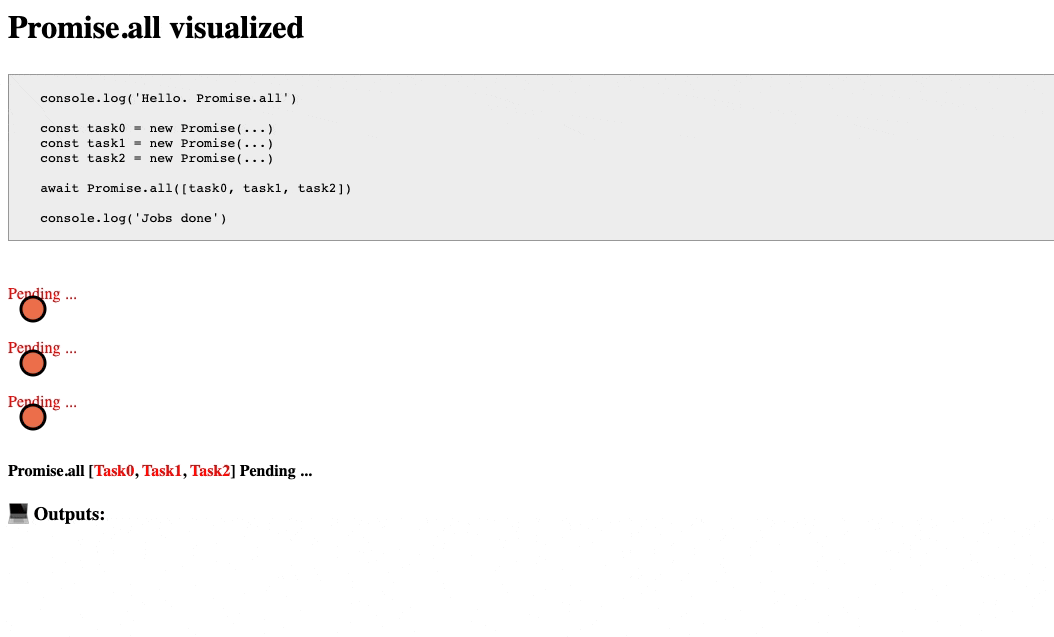 Promise.all visualized
console.log('Hello. Promise.all')
const task0 = new Promise(...)
const task1 = new Promise(...)
const task2 = new Promise(...)
await Promise.all([task0, task1, task2])
console.log('Jobs done')
Pending ...
Pending ...
Pending ...
Promise.all [Task0, Task1, Task2] Pending ...
Outputs: